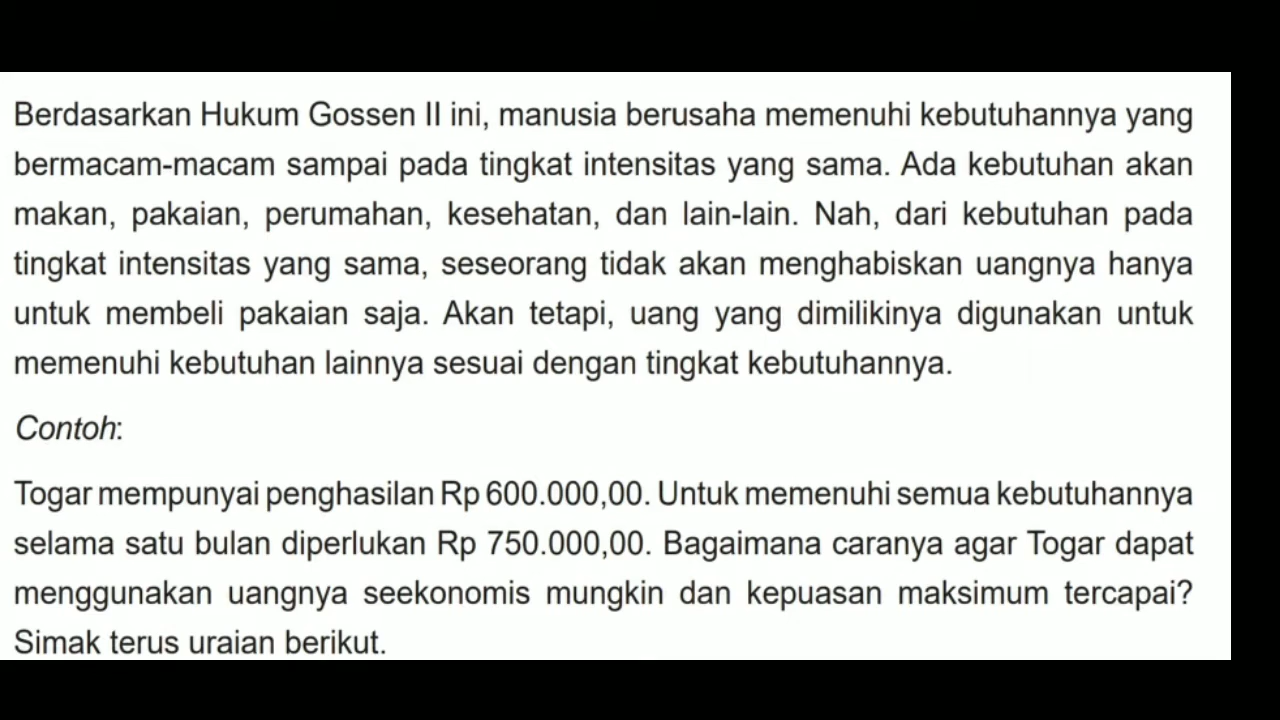 Berdasarkan Hukum Gossen II ini, manusia berusaha memenuhi kebutuhannya yang
bermacam-macam sampai pada tingkat intensitas yang sama. Ada kebutuhan akan
makan, pakaian, perumahan, kesehatan, dan lain-lain. Nah, dari kebutuhan pada
tingkat intensitas yang sama, seseorang tidak akan menghabiskan uangnya hanya
untuk membeli pakaian saja. Akan tetapi, uang yang dimilikinya digunakan untuk
memenuhi kebutuhan lainnya sesuai dengan tingkat kebutuhannya.
Contoh:
Togar mempunyai penghasilan Rp 600.000,00. Untuk memenuhi semua kebutuhannya
selama satu bulan diperlukan Rp 750.000,00. Bagaimana caranya agar Togar dapat
menggunakan uangnya seekonomis mungkin dan kepuasan maksimum tercapai?
Simak terus uraian berikut.